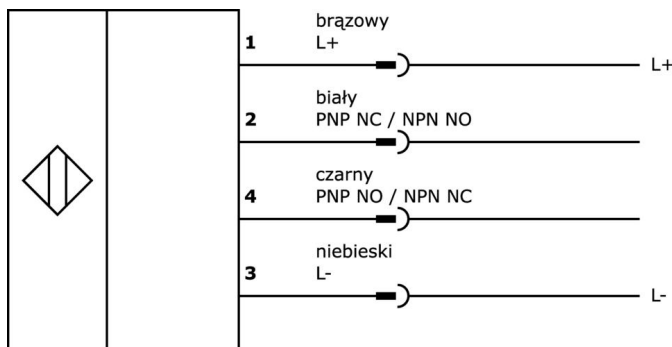 brązowy
1 L+
L+
biały
2 PNP NC / NPN NO
czarny
4 PNP NO / NPN NC
niebieski
3 L-
L-